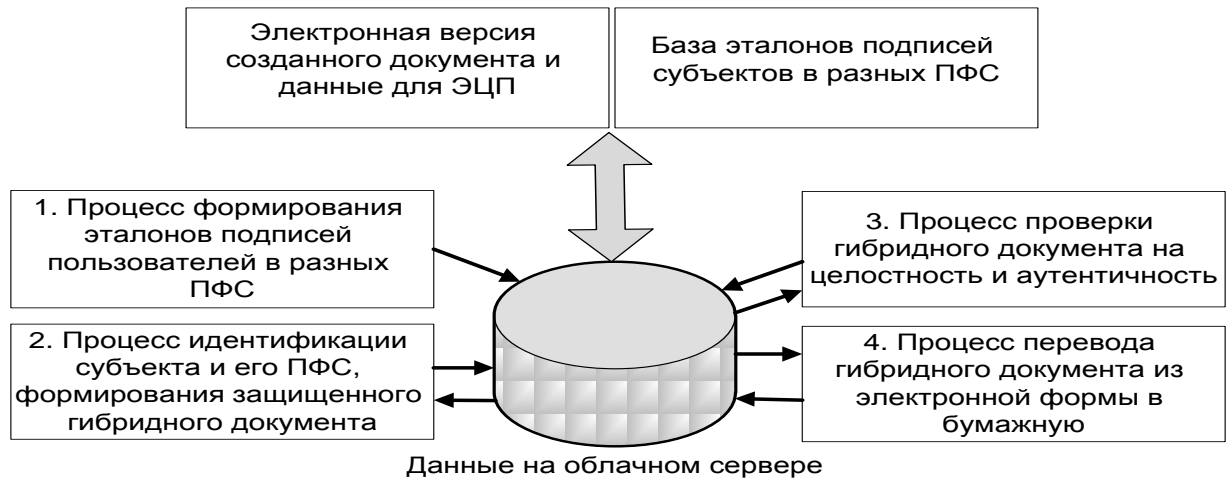 Электронная версия
созданного документа и
данные для ЭЦП
База эталонов подписей
субъектов в разных ПФС
1. Процесс формирования
эталонов подписей
пользователей в разных
ПФС
2. Процесс идентификации
субъекта и его ПФС,
формирования защищенного
гибридного документа
3. Процесс проверки
гибридного документа на
целостность и аутентичность
4. Процесс перевода
гибридного документа из
электронной формы в
бумажную
Данные на облачном сервере